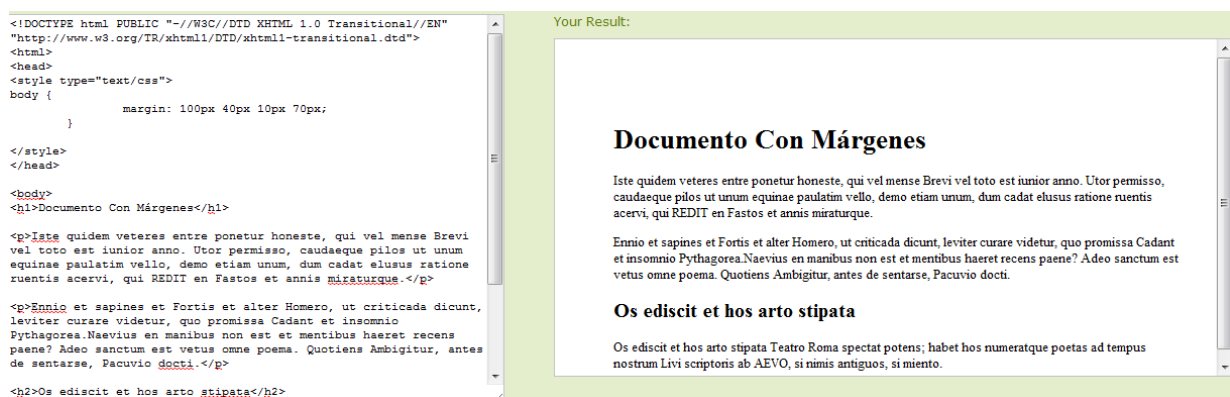 <!DOCTYPE html PUBLIC "-//W3C//DTD XHTML 1.0 Transitional//EN"
"http://www.w3.org/TR/xhtml1/DTD/xhtml1-transitional.dtd">
<html>
<head>
<style type="text/css">
body {
margin: 100px 40px 10px 70px;
}
</style>
</head>
<body>
<h1>Documento Con Márgenes</h1>
<p>Iste quidem veteres entre ponetur honeste, qui vel mense Brevi
vel toto est iunior anno. Utor permisso, caudaeque pilos ut unum
equinae paulatim vello, demo etiam unum, dum cadat elusus ratione
ruentis acervi, qui REDIT en Fastos et annis miraturque.</p>
<p>Ennio et sapines et Fortis et alter Homero, ut criticada dicunt,
leviter curare videtur, quo promissa Cadant et insomnio
Pythagorea.Naevius en manibus non est et mentibus haeret recens
paene? Adeo sanctum est vetus omne poema. Quotiens Ambigitur, antes
de sentarse, Pacuvio docti.</p>
<h2>Os ediscit et hos arto stipata</h2>
Your Result:
Documento Con Márgenes
Iste quidem veteres entre ponetur honeste, qui vel mense Brevi vel toto est iunior anno. Utor permisso,
caudaeque pilos ut unum equinae paulatim vello, demo etiam unum, dum cadat elusus ratione ruentis
acervi, qui REDIT en Fastos et annis miraturque.
Ennio et sapines et Fortis et alter Homero, ut criticada dicunt, leviter curare videtur, quo promissa Cadant
et insomnio Pythagorea.Naevius en manibus non est et mentibus haeret recens paene? Adeo sanctum est
vetus omne poema. Quotiens Ambigitur, antes de sentarse, Pacuvio docti.
Os ediscit et hos arto stipata
Os ediscit et hos arto stipata Teatro Roma spectat potens; habet hos numeratque poetas ad tempus
nostrum Livi scriptoris ab AEVO, si nimis antiguos, si miento.